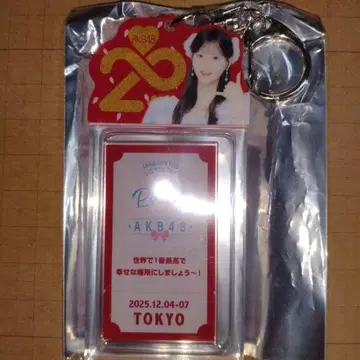 AKB48
20
AKB48
世界で1番最高で
幸せな場所にしましょう〜！
2025.12.04-07
TOKYO